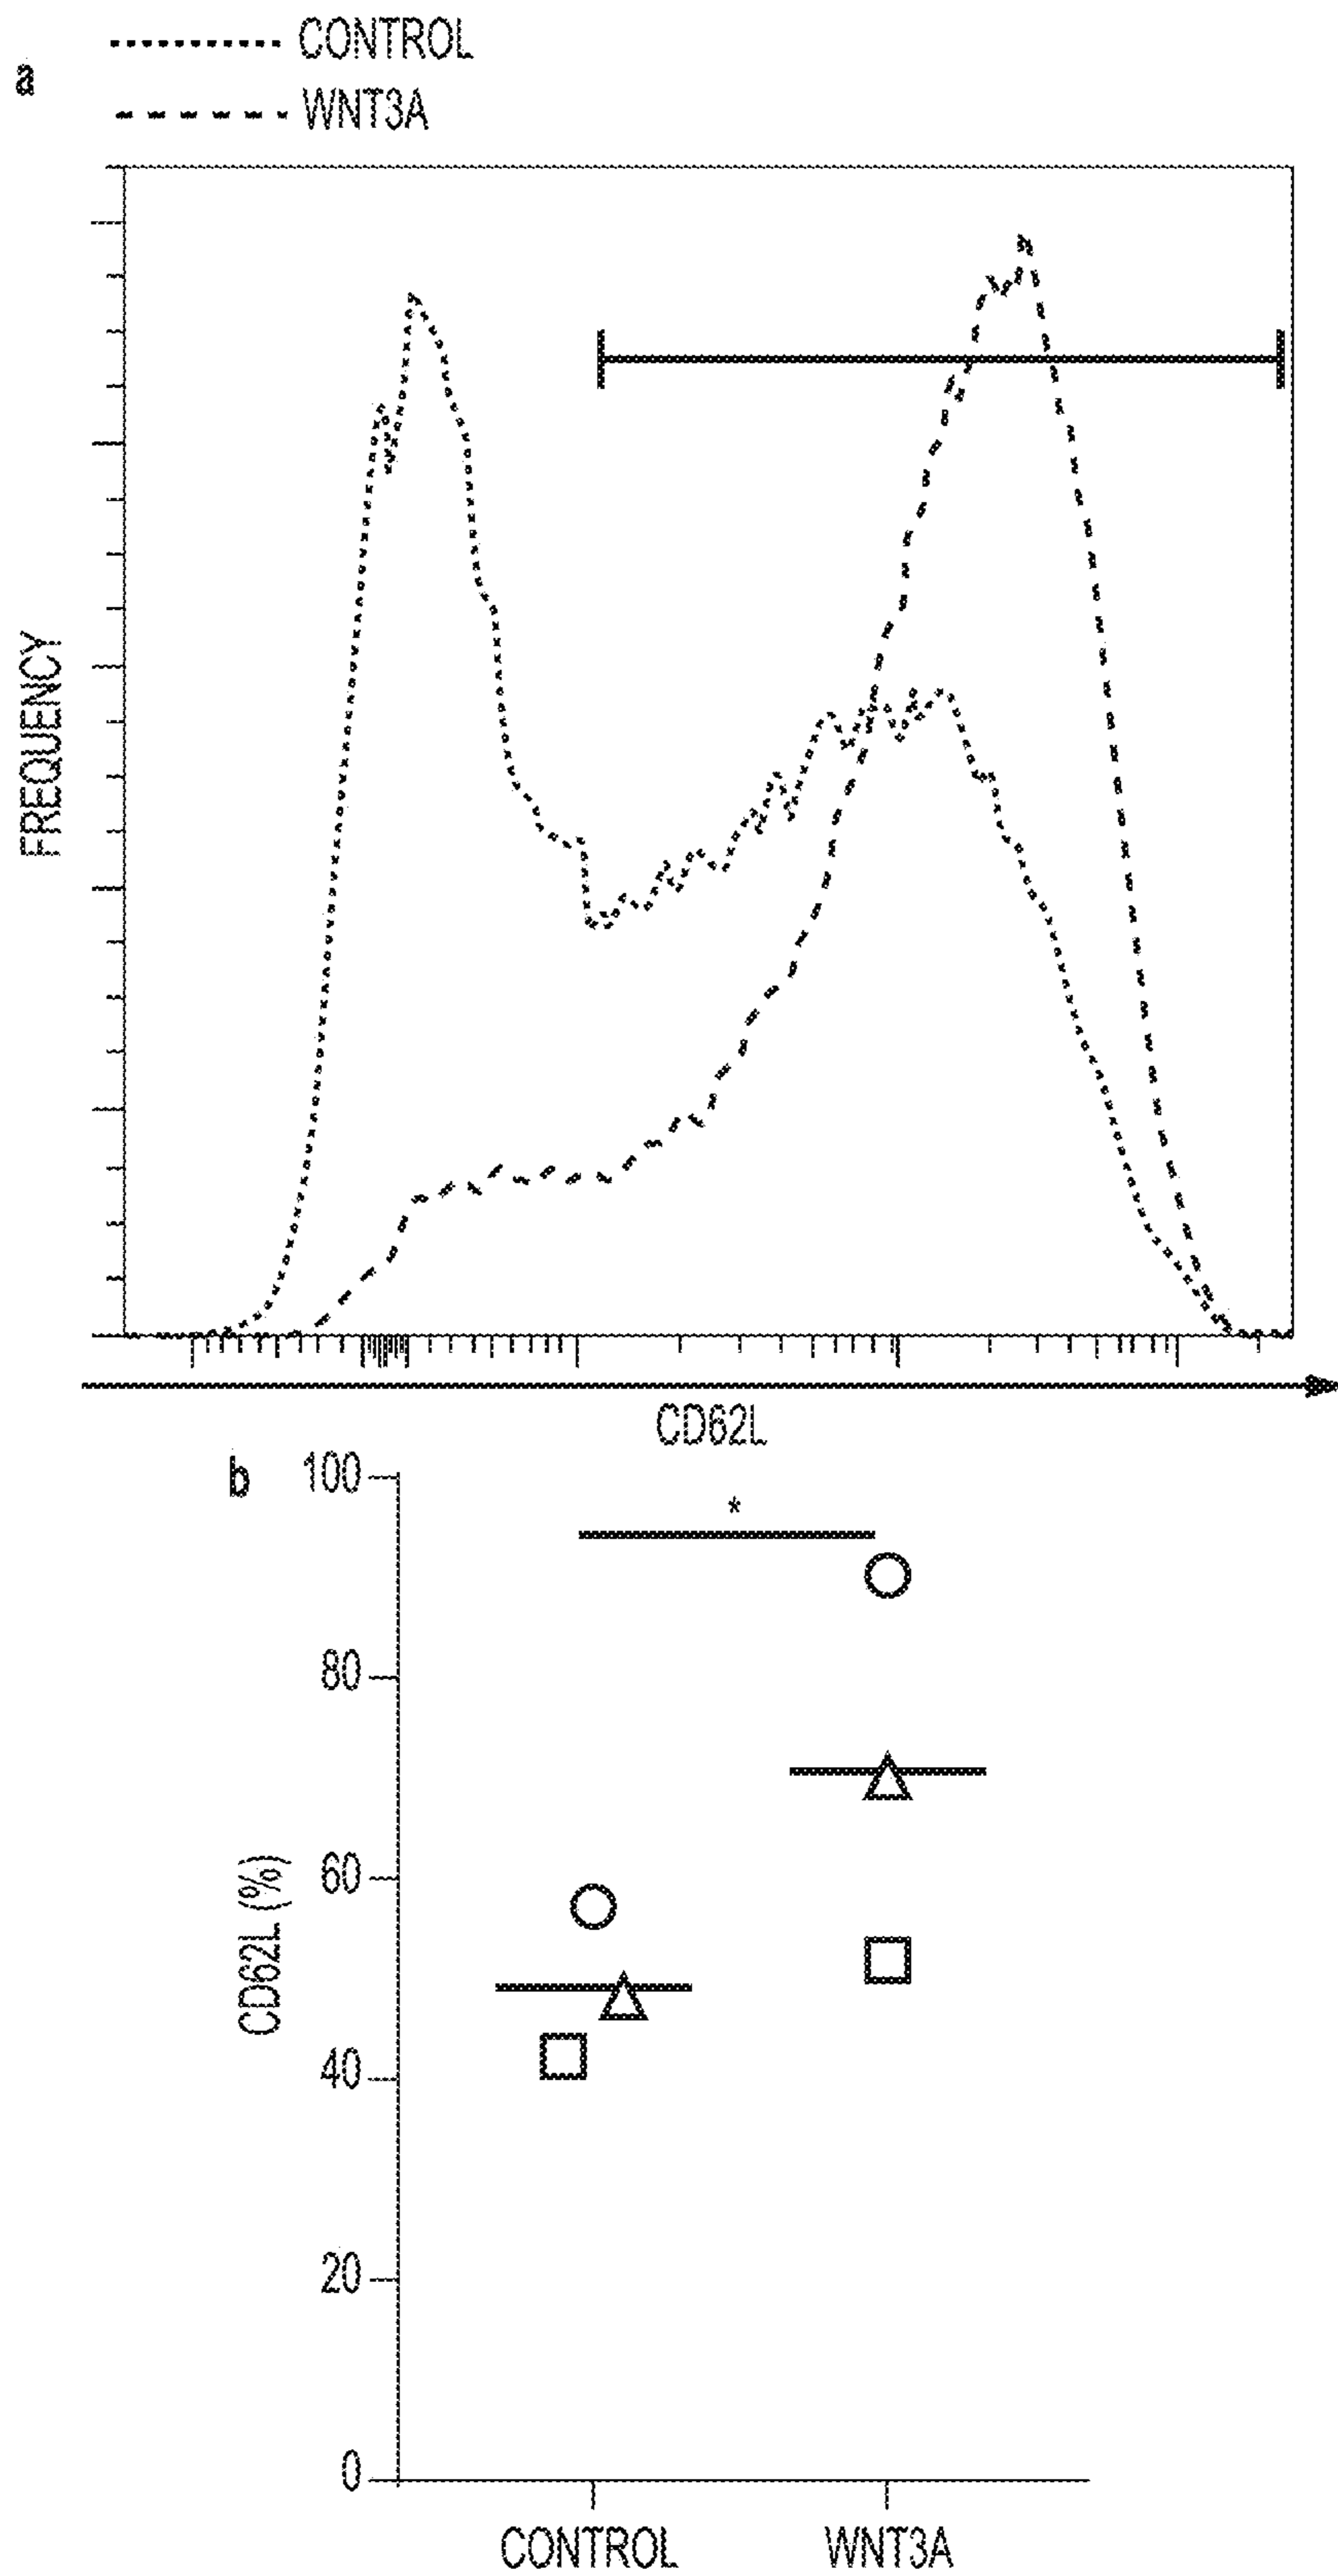 a
CONTROL
WNT3A
FREQUENCY
CD62L
b
100
*
80
60
40
20
0
CD62L (%)
CONTROL
WNT3A